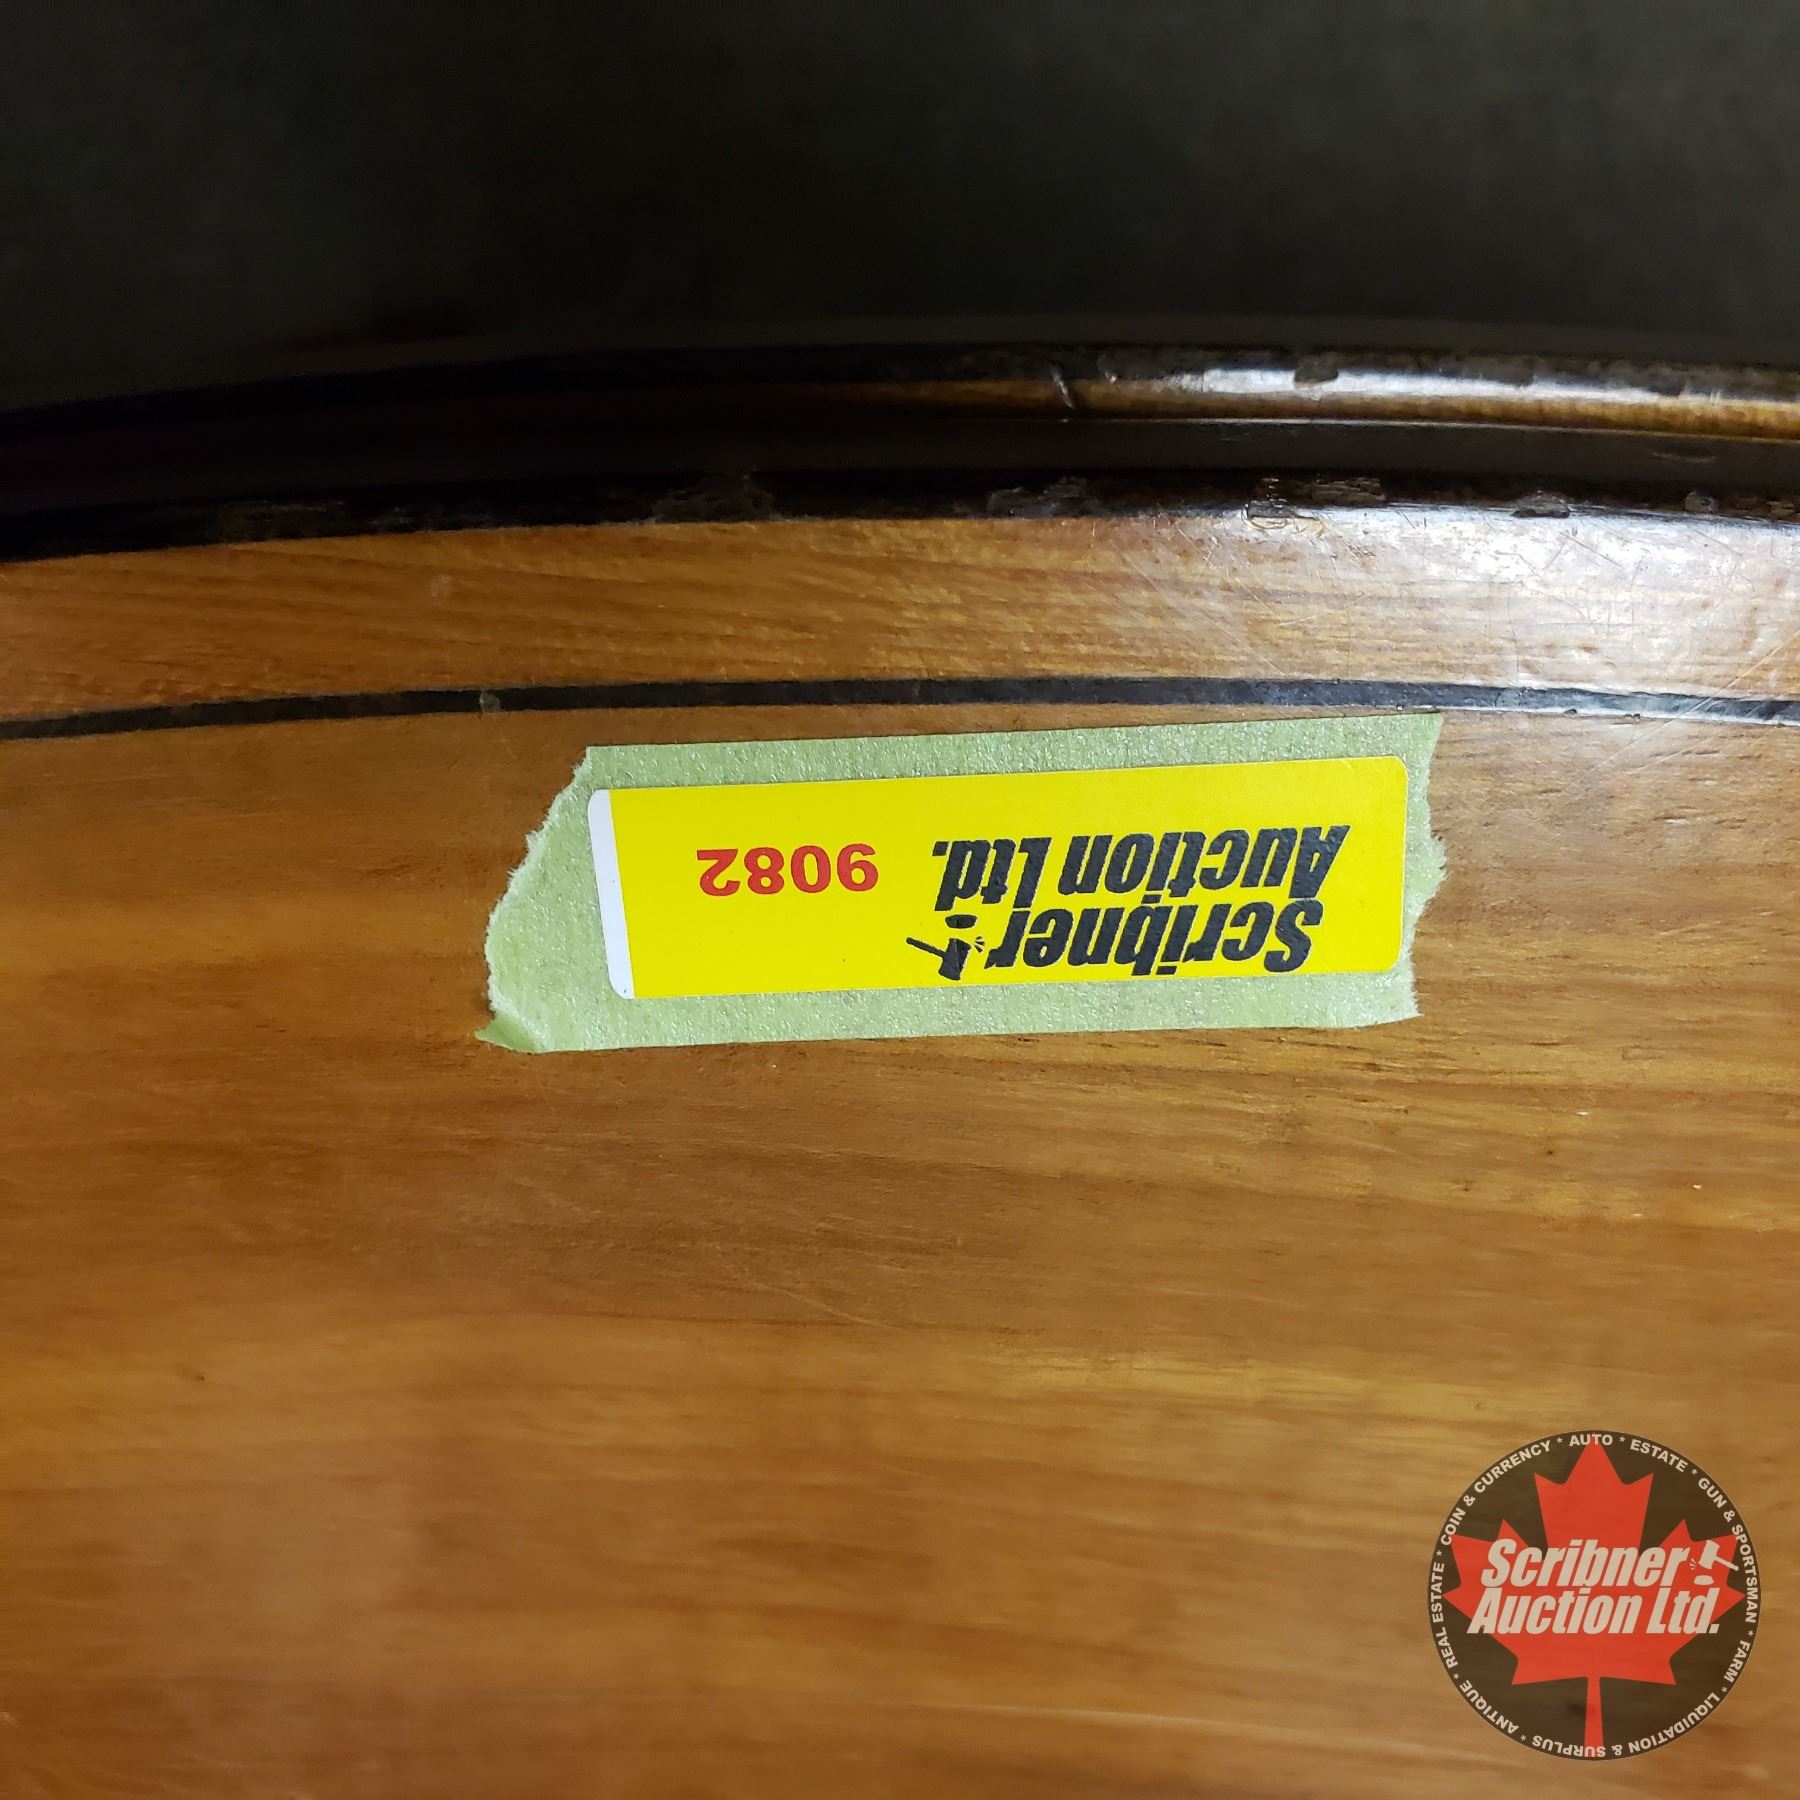 Scribner
Auction Ltd.
9082
Scribner
Auction Ltd.
* REAL ESTATE * COIN & CURRENCY * AUTO * ESTATE * GUN & SPORTSMAN * FARM * LIQUIDATION & SURPLUS * ANTIQUE